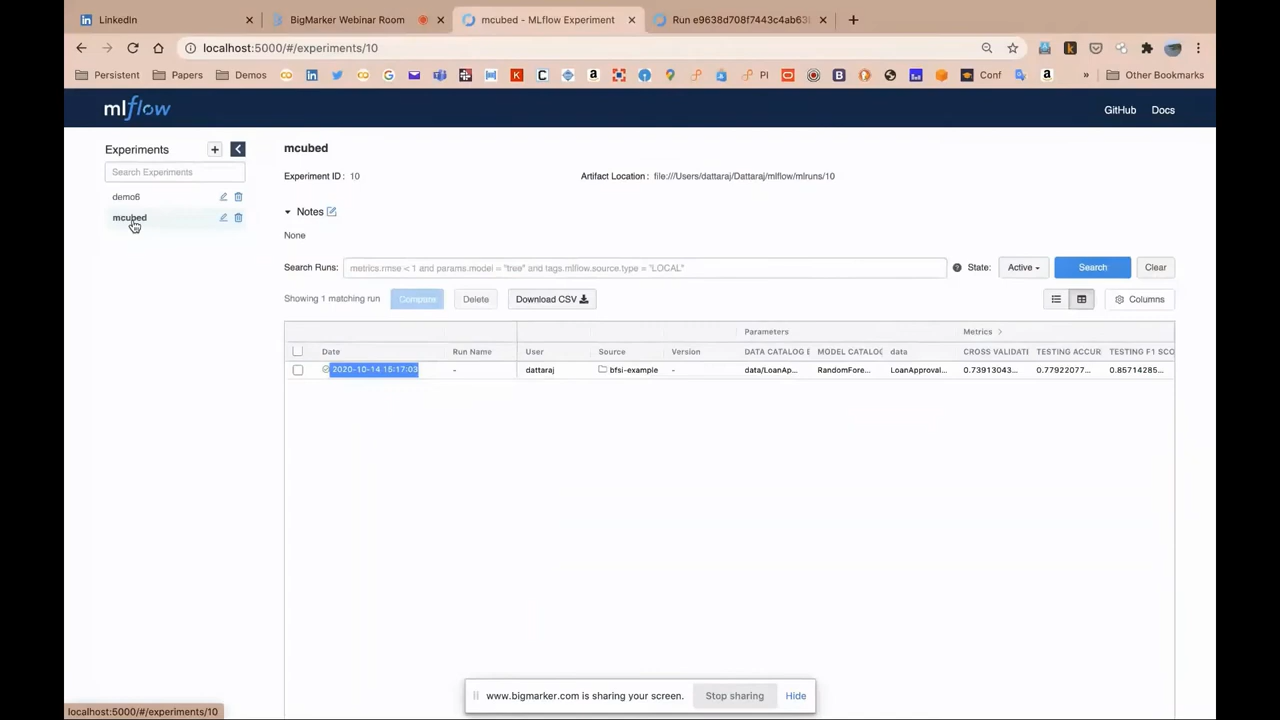 LinkedIn
BigMarker Webinar Room
mcubed - MLflow Experiment
Run e9638d708f7443c4ab63
localhost:5000/#/experiments/10
Persistent
Papers
Demos
PI
Conf
»
Other Bookmarks
mlflow
GitHub
Docs
Experiments
Search Experiments
demo6
mcubed
mcubed
Experiment ID : 10
Artifact Location : file:///Users/dattaraj/Dattaraj/mlflow/mlruns/10
Notes
None
Search Runs:
metrics.rmse < 1 and params.model = "tree" and tags.mlflow.source.type = "LOCAL"
State:
Active
Search
Clear
Showing 1 matching run
Compare
Delete
Download CSV
Columns
Parameters
Metrics
Date
Run Name
User
Source
Version
DATA CATALOG E
MODEL CATALOG
data
CROSS VALIDATI
TESTING ACCUR
TESTING F1 SCO
2020-10-14 15:17:03
-
dattaraj
bfsi-example
-
data/LoanAp...
RandomFore...
LoanApproval...
0.73913043...
0.77922077...
0.85714285...
www.bigmarker.com is sharing your screen.
Stop sharing
Hide
localhost:5000/#/experiments/10